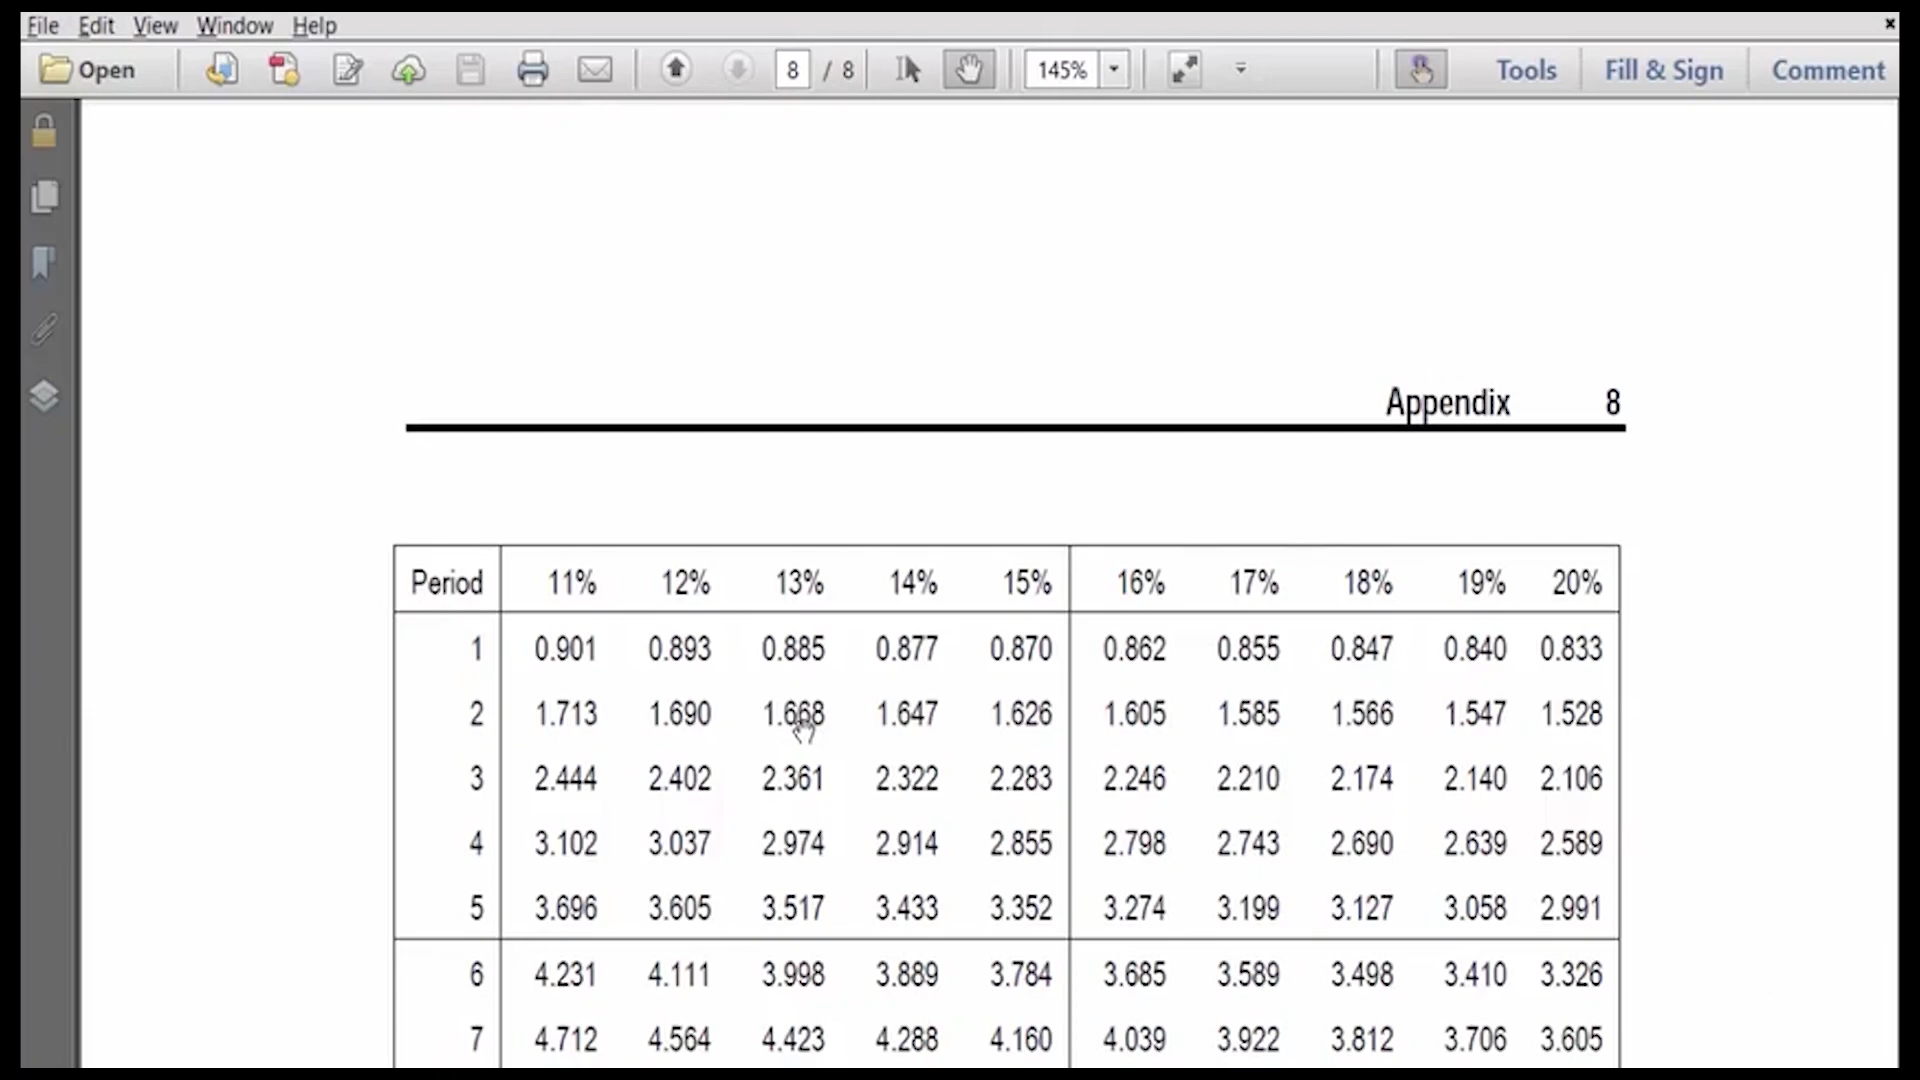 File Edit View Window Help ×
Open 8 / 8 145% Tools Fill & Sign Comment
Appendix 8
Period 11% 12% 13% 14% 15% 16% 17% 18% 19% 20%
1 0.901 0.893 0.885 0.877 0.870 0.862 0.855 0.847 0.840 0.833
2 1.713 1.690 1.668 1.647 1.626 1.605 1.585 1.566 1.547 1.528
3 2.444 2.402 2.361 2.322 2.283 2.246 2.210 2.174 2.140 2.106
4 3.102 3.037 2.974 2.914 2.855 2.798 2.743 2.690 2.639 2.589
5 3.696 3.605 3.517 3.433 3.352 3.274 3.199 3.127 3.058 2.991
6 4.231 4.111 3.998 3.889 3.784 3.685 3.589 3.498 3.410 3.326
7 4.712 4.564 4.423 4.288 4.160 4.039 3.922 3.812 3.706 3.605